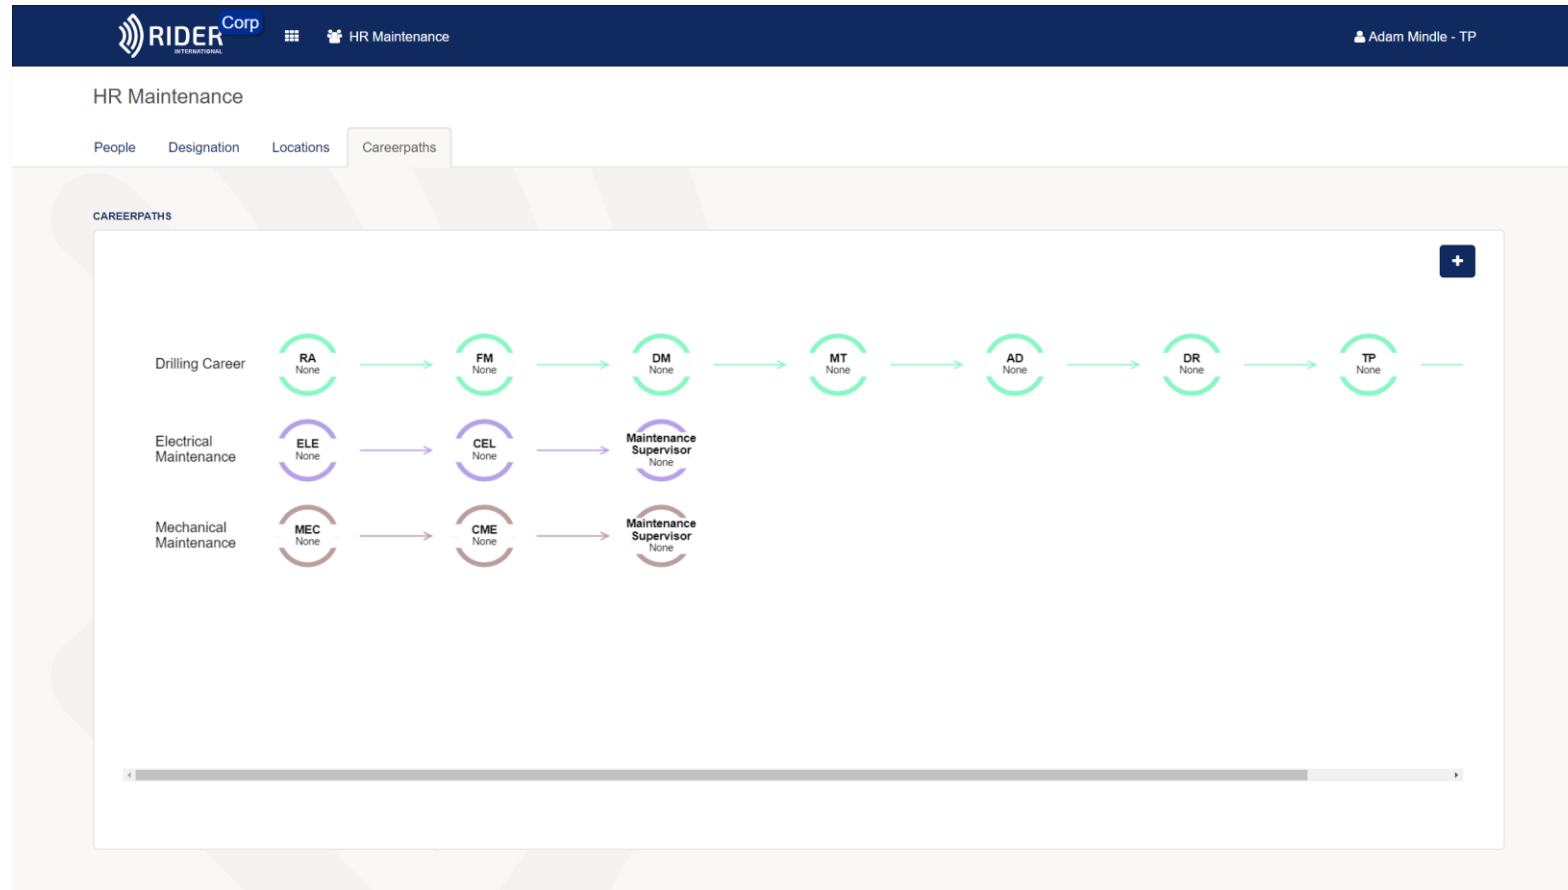 RIDER Corp
INTERNATIONAL
HR Maintenance
Adam Mindle - TP
HR Maintenance
People Designation Locations Careerpaths
CAREERPATHS
+
Drilling Career
RA
None
FM
None
DM
None
MT
None
AD
None
DR
None
TP
None
Electrical
Maintenance
ELE
None
CEL
None
Maintenance
Supervisor
None
Mechanical
Maintenance
MEC
None
CME
None
Maintenance
Supervisor
None